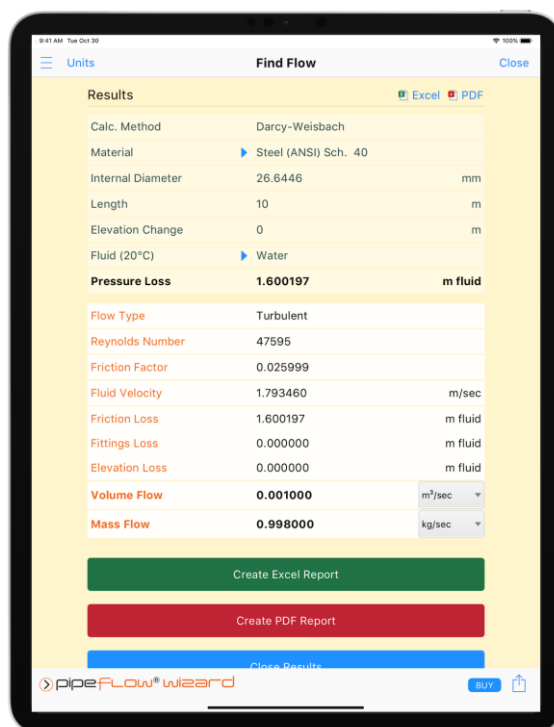 9:41 AM Tue Oct 30 100%
Units Find Flow Close
Results Excel PDF
Calc. Method Darcy-Weisbach
Material Steel (ANSI) Sch. 40
Internal Diameter 26.6446 mm
Length 10 m
Elevation Change 0 m
Fluid (20°C) Water
Pressure Loss 1.600197 m fluid
Flow Type Turbulent
Reynolds Number 47595
Friction Factor 0.025999
Fluid Velocity 1.793460 m/sec
Friction Loss 1.600197 m fluid
Fittings Loss 0.000000 m fluid
Elevation Loss 0.000000 m fluid
Volume Flow 0.001000 m³/sec
Mass Flow 0.998000 kg/sec
Create Excel Report
Create PDF Report
Close Results
pipeFLOW® wizard BUY